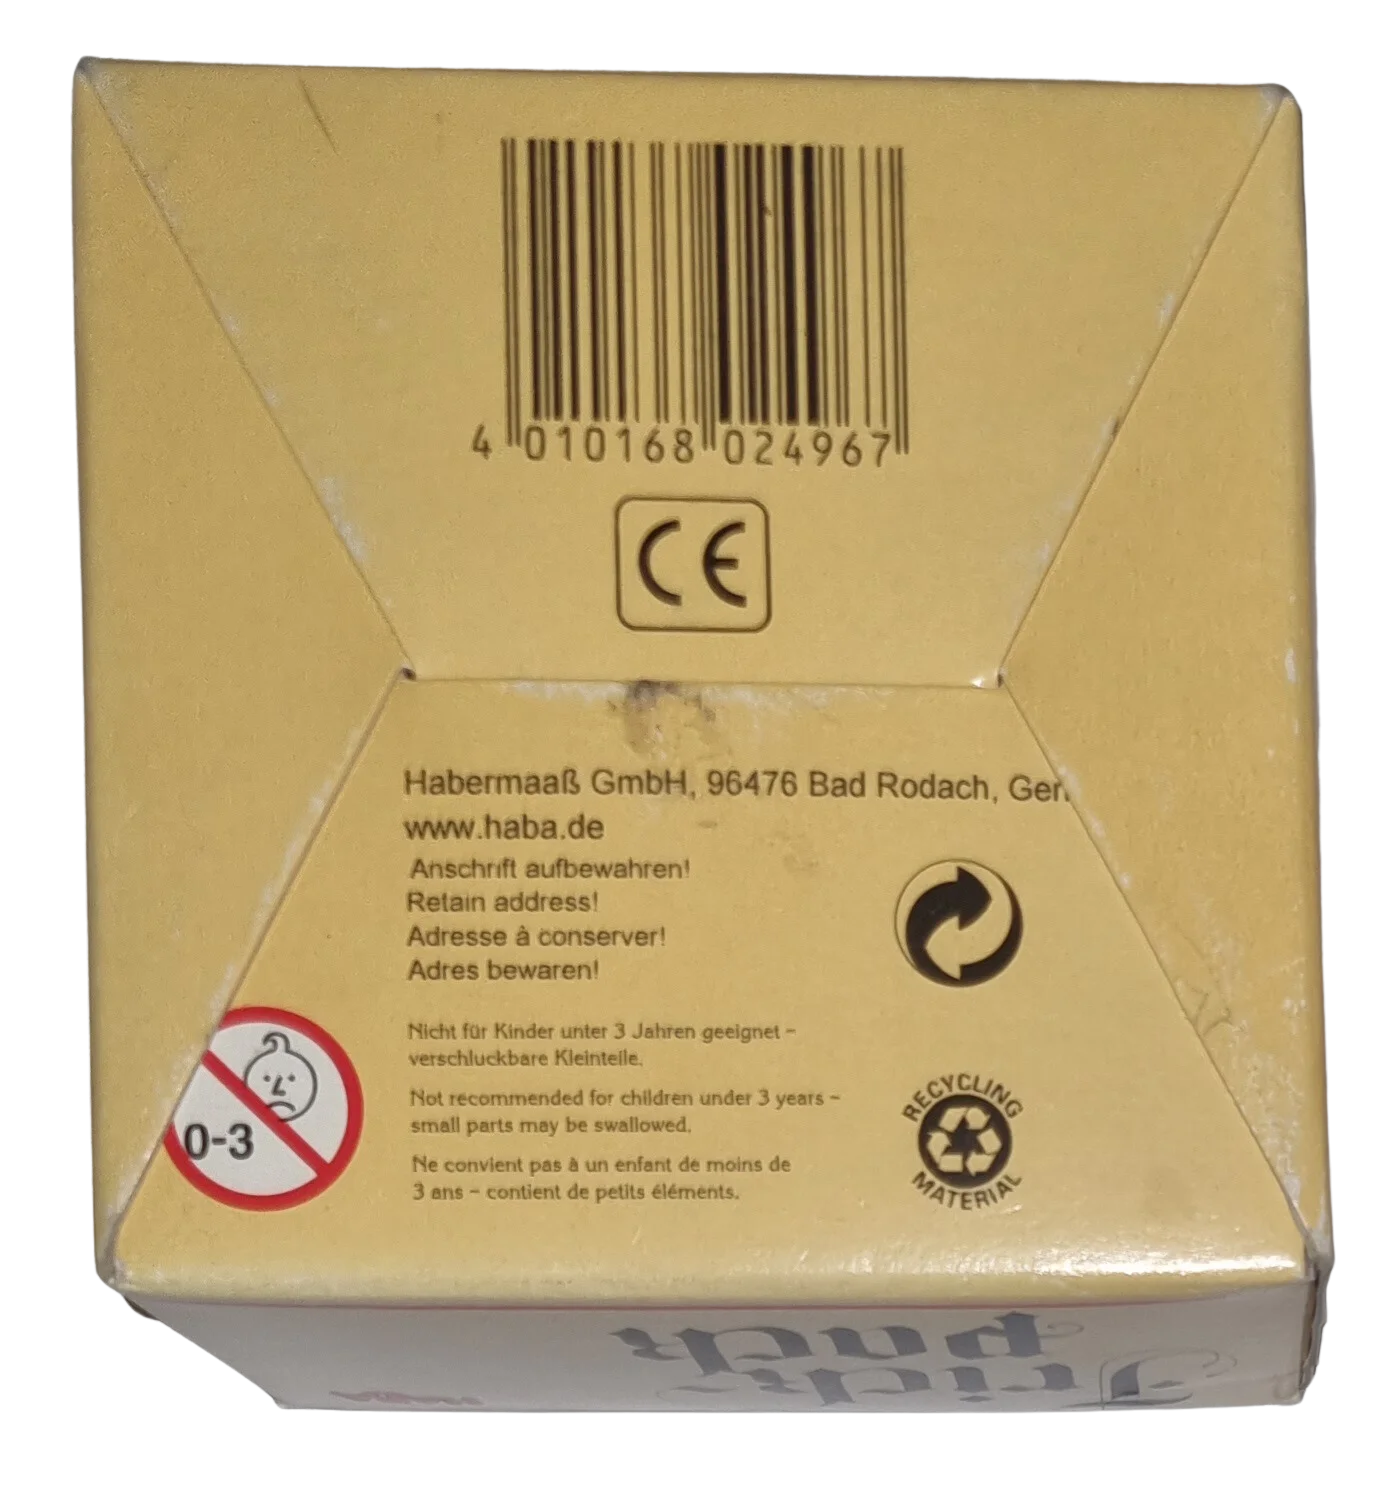 4 010168 024967
CE
Habermaaß GmbH, 96476 Bad Rodach, Ger
www.haba.de
Anschrift aufbewahren!
Retain address!
Adresse à conserver!
Adres bewaren!
Nicht für Kinder unter 3 Jahren geeignet –
verschluckbare Kleinteile.
Not recommended for children under 3 years –
small parts may be swallowed.
Ne convient pas à un enfant de moins de
3 ans – contient de petits éléments.
0-3
RECYCLING
MATERIAL